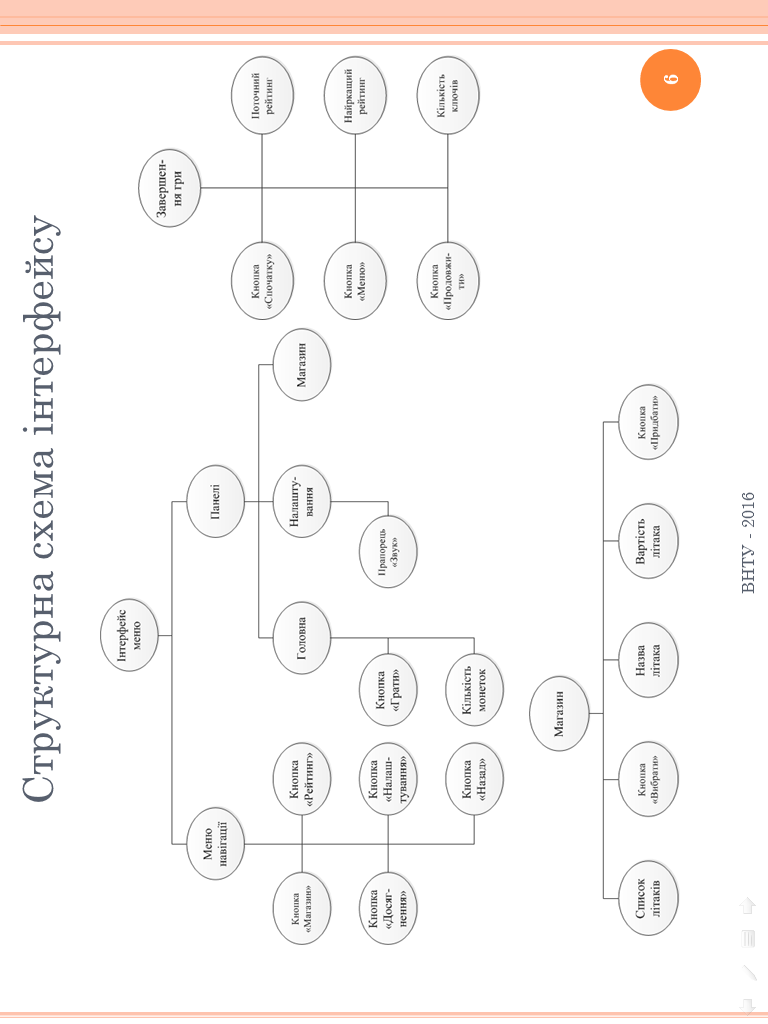 Структурна схема інтерфейсу
6
Інтерфейс
меню
Меню
навігації
Панелі
Кнопка
«Магазин»
Кнопка
«Рейтинг»
Кнопка
«Досяг-
нення»
Кнопка
«Налаш-
тування»
Кнопка
«Назад»
Головна
Налашту-
вання
Магазин
Кнопка
«Грати»
Кількість
монеток
Прапорець
«Звук»
Завершен-
ня гри
Кнопка
«Спочатку»
Поточний
рейтинг
Кнопка
«Меню»
Найркащий
рейтинг
Кнопка
«Продовжи-
ти»
Кількість
ключів
Магазин
Список
літаків
Кнопка
«Вибрати»
Назва
літака
Вартість
літака
Кнопка
«Придбати»
ВНТУ - 2016